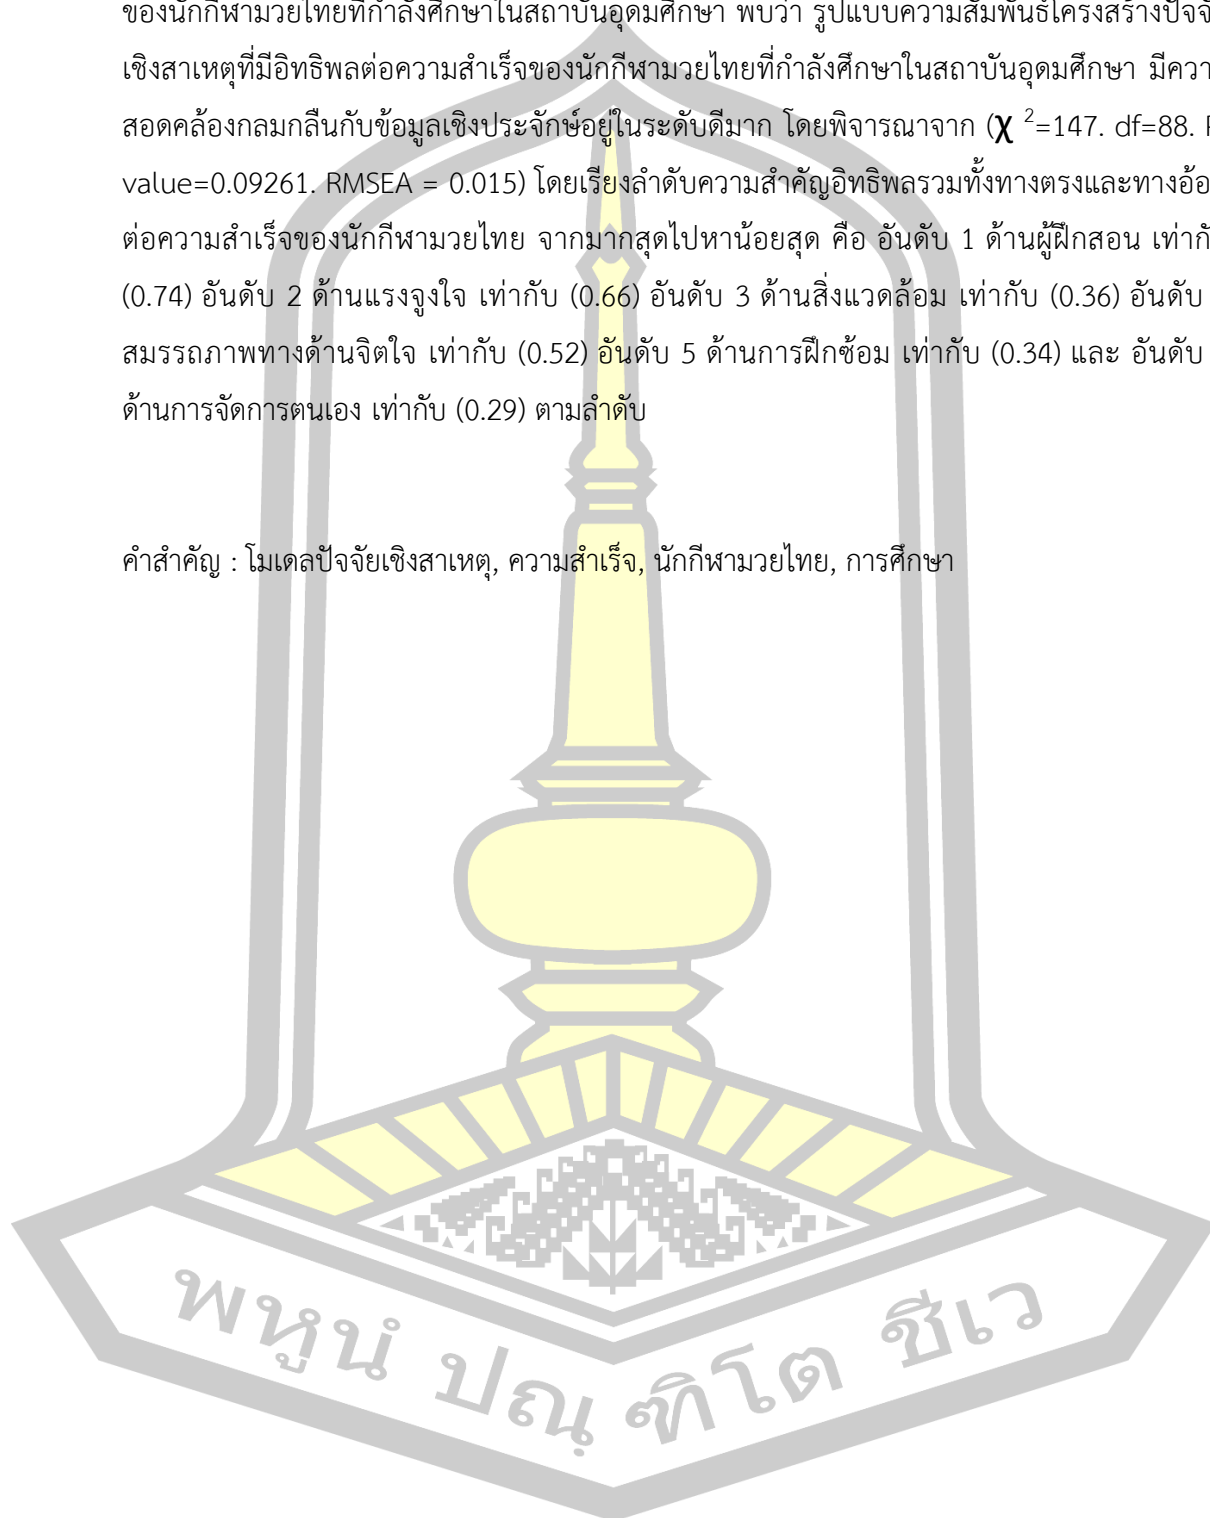 ของนักกีฬามวยไทยที่กำลังศึกษาในสถาบันอุดมศึกษา พบว่า รูปแบบความสัมพันธ์โครงสร้างปัจจั
เชิงสาเหตุที่มีอิทธิพลต่อความสำเร็จของนักกีฬามวยไทยที่กำลังศึกษาในสถาบันอุดมศึกษา มีควา
สอดคล้องกลมกลืนกับข้อมูลเชิงประจักษ์อยู่ในระดับดีมาก โดยพิจารณาจาก (χ ²=147. df=88. P
value=0.09261. RMSEA = 0.015) โดยเรียงลำดับความสำคัญอิทธิพลรวมทั้งทางตรงและทางอ้อ
ต่อความสำเร็จของนักกีฬามวยไทย จากมากสุดไปหาน้อยสุด คือ อันดับ 1 ด้านผู้ฝึกสอน เท่ากั
(0.74) อันดับ 2 ด้านแรงจูงใจ เท่ากับ (0.66) อันดับ 3 ด้านสิ่งแวดล้อม เท่ากับ (0.36) อันดับ
สมรรถภาพทางด้านจิตใจ เท่ากับ (0.52) อันดับ 5 ด้านการฝึกซ้อม เท่ากับ (0.34) และ อันดับ
ด้านการจัดการตนเอง เท่ากับ (0.29) ตามลำดับ
คำสำคัญ : โมเดลปัจจัยเชิงสาเหตุ, ความสำเร็จ, นักกีฬามวยไทย, การศึกษา
พหูนํ ปณฺฑิโต ชีเว